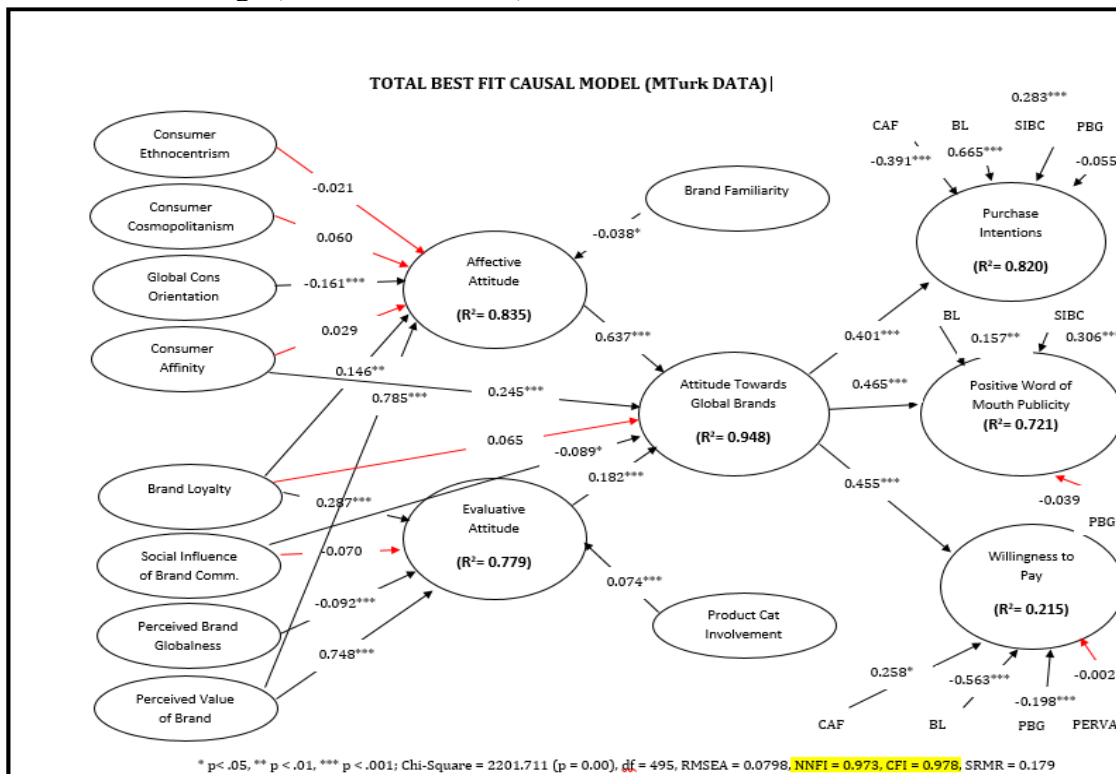 TOTAL BEST FIT CAUSAL MODEL (MTurk DATA)
0.283***
CAF BL SIBC PBG
-0.391*** 0.665*** -0.055
Consumer
Ethnocentrism
-0.021
Consumer
Cosmopolitanism
0.060
Global Cons
Orientation
-0.161***
Consumer
Affinity
0.029
Brand Familiarity
-0.038*
Affective
Attitude
(R²= 0.835)
0.637***
Purchase
Intentions
(R²= 0.820)
0.401***
BL SIBC
0.157** 0.306***
0.146**
0.785***
0.245***
Attitude Towards
Global Brands
(R²= 0.948)
0.465***
Positive Word of
Mouth Publicity
(R²= 0.721)
0.065
-0.089*
0.182***
0.455***
-0.039
PBG
Brand Loyalty
0.287***
Evaluative
Attitude
(R²= 0.779)
Social Influence
of Brand Comm.
-0.070
Perceived Brand
Globalness
-0.092***
0.748***
Perceived Value
of Brand
0.074***
Product Cat
Involvement
Willingness to
Pay
(R²= 0.215)
0.258* -0.563*** -0.198*** -0.002
CAF BL PBG PERVA
* p< .05, ** p < .01, *** p < .001; Chi-Square = 2201.711 (p = 0.00), df = 495, RMSEA = 0.0798, NNFI = 0.973, CFI = 0.978, SRMR = 0.179